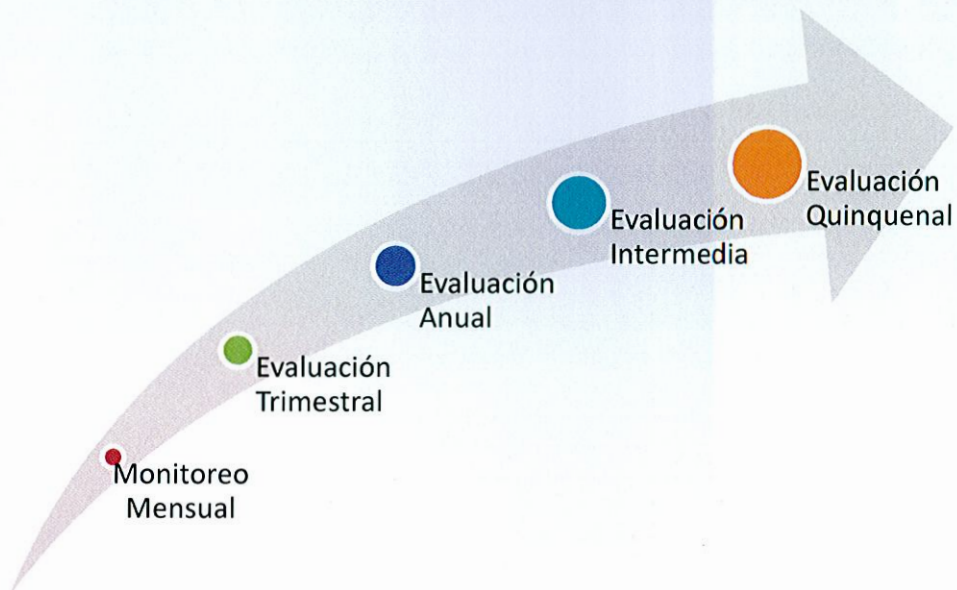 Monitoreo
Mensual
Evaluación
Trimestral
Evaluación
Anual
Evaluación
Intermedia
Evaluación
Quinquenal